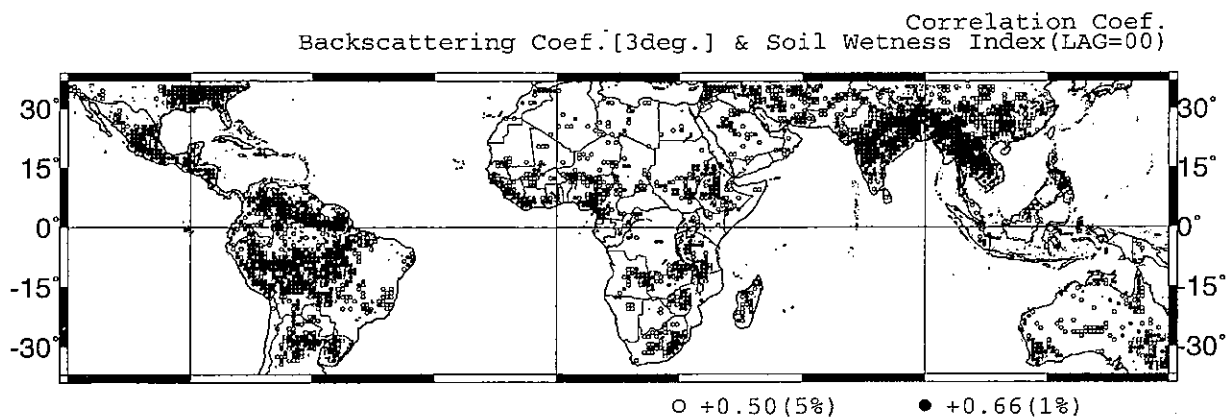 Correlation Coef.
Backscattering Coef.[3deg.] & Soil Wetness Index(LAG=00)
30° 30°
15° 15°
0° 0°
-15° -15°
-30° -30°
○ +0.50(5%) ● +0.66(1%)